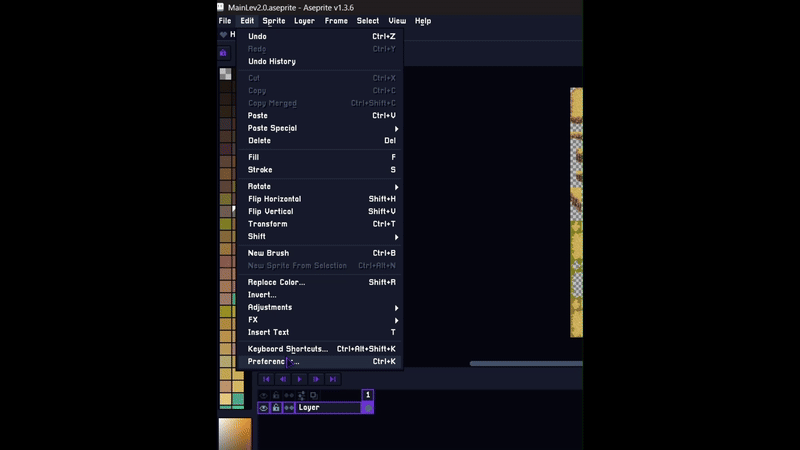 MainLev2.0.aseprite - Aseprite v1.3.6
File Edit Sprite Layer Frame Select View Help
H
Undo Ctrl+Z
Redo Ctrl+Y
Undo History
Cut Ctrl+X
Copy Ctrl+C
Copy Merged Ctrl+Shift+C
Paste Ctrl+V
Paste Special
Delete Del
Fill F
Stroke S
Rotate
Flip Horizontal Shift+H
Flip Vertical Shift+V
Transform Ctrl+T
Shift
New Brush Ctrl+B
New Sprite From Selection Ctrl+Alt+N
Replace Color... Shift+R
Invert...
Adjustments
FX
Insert Text T
Keyboard Shortcuts... Ctrl+Alt+Shift+K
Preferenc ... Ctrl+K
1
Layer